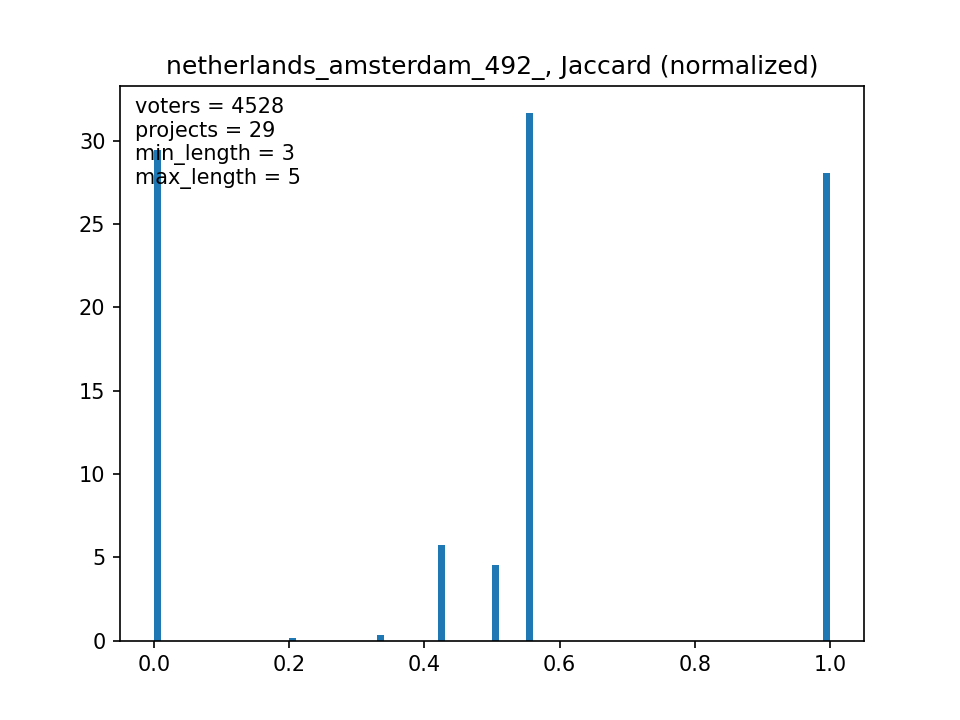 netherlands_amsterdam_492_, Jaccard (normalized)
voters = 4528
projects = 29
min_length = 3
max_length = 5
30
25
20
15
10
5
0
0.0 0.2 0.4 0.6 0.8 1.0